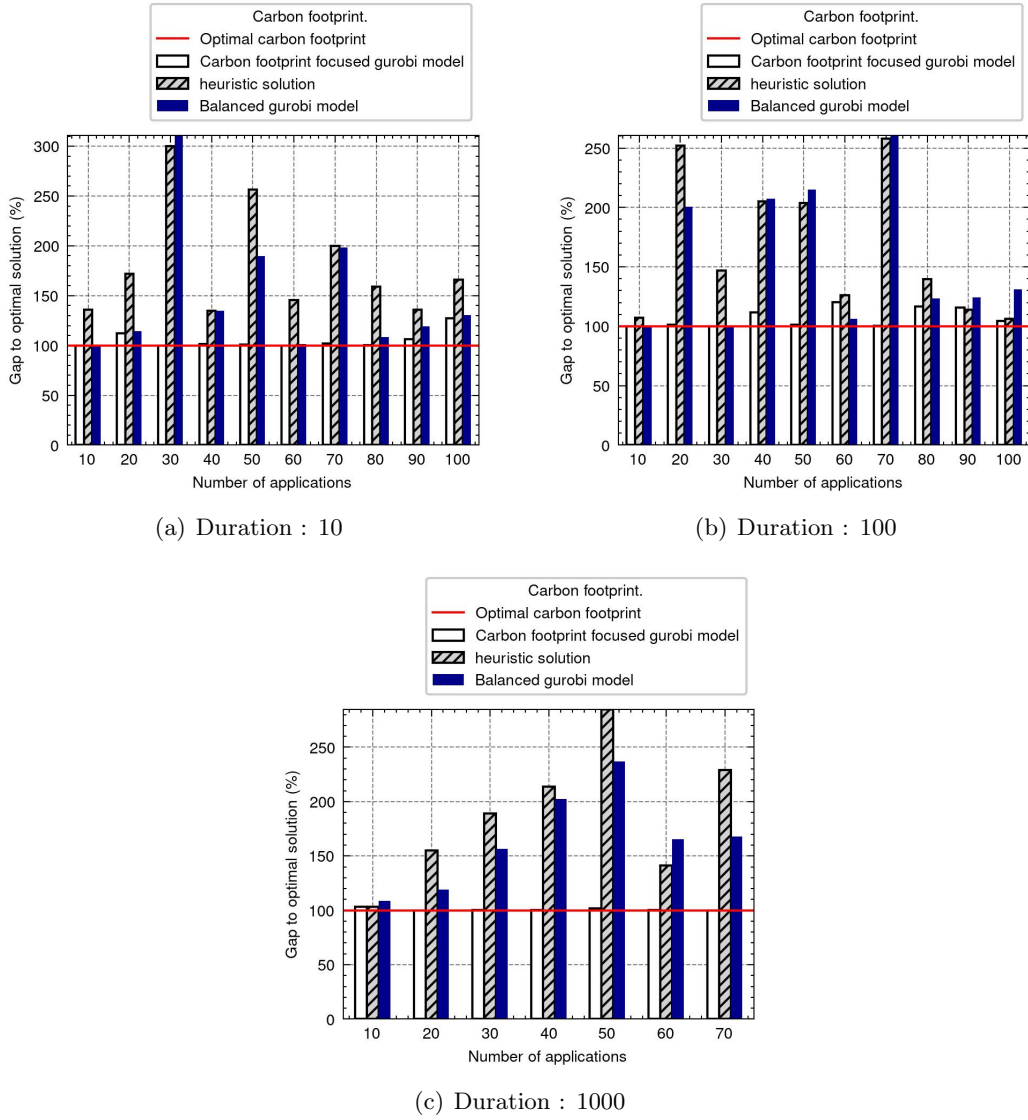 Carbon footprint.
Optimal carbon footprint
Carbon footprint focused gurobi model
heuristic solution
Balanced gurobi model
Gap to optimal solution (%)
300
250
200
150
100
50
0
10 20 30 40 50 60 70 80 90 100
Number of applications
(a) Duration : 10
Carbon footprint.
Optimal carbon footprint
Carbon footprint focused gurobi model
heuristic solution
Balanced gurobi model
Gap to optimal solution (%)
250
200
150
100
50
0
10 20 30 40 50 60 70 80 90 100
Number of applications
(b) Duration : 100
Carbon footprint.
Optimal carbon footprint
Carbon footprint focused gurobi model
heuristic solution
Balanced gurobi model
Gap to optimal solution (%)
250
200
150
100
50
0
10 20 30 40 50 60 70
Number of applications
(c) Duration : 1000